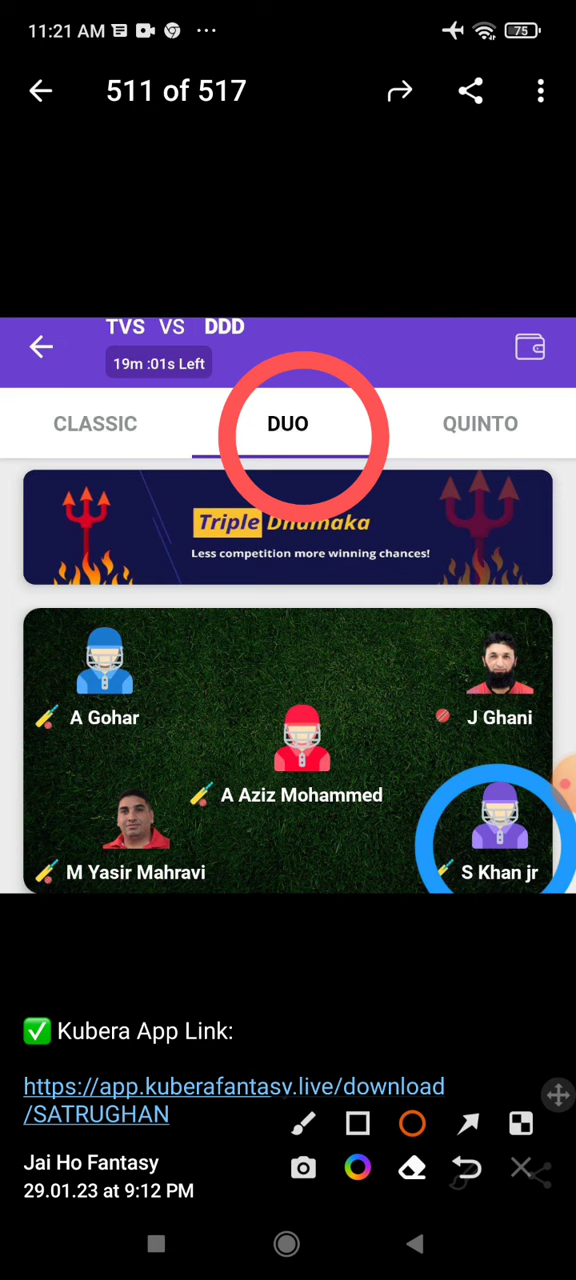 11:21 AM ... 75
511 of 517
TVS VS DDD
19m :01s Left
CLASSIC DUO QUINTO
Triple Dhamaka
Less competition more winning chances!
A Gohar
J Ghani
A Aziz Mohammed
M Yasir Mahravi
S Khan jr
✅ Kubera App Link:
https://app.kuberafantasy.live/download
/SATRUGHAN
Jai Ho Fantasy
29.01.23 at 9:12 PM